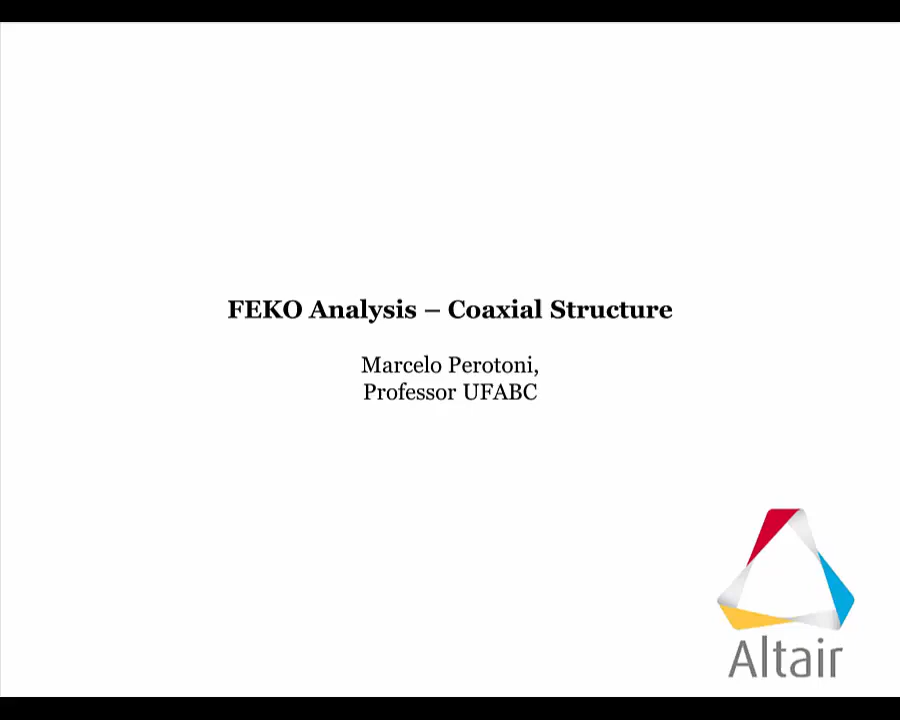 FEKO Analysis – Coaxial Structure
Marcelo Perotoni,
Professor UFABC
Altair